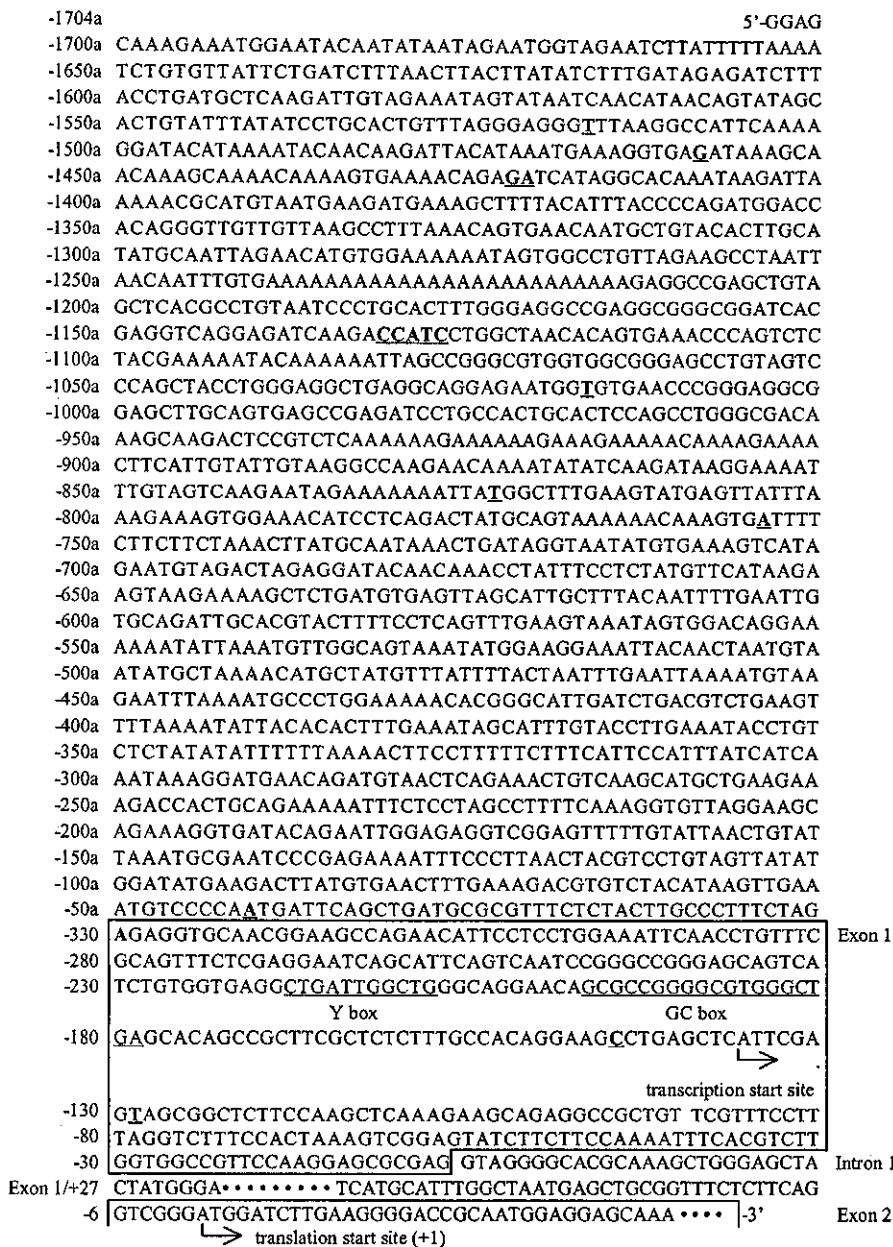 -1704a 5’-GGAG
-1700a CAAAGAAATGGAATACAATATAATAGAATGGTAGAATCTTATTTTTAAAA
-1650a TCTGTGTTATTCTGATCTTTAACTTACTTATATCTTTGATAGAGATCTTT
-1600a ACCTGATGCTCAAGATTGTAGAAATAGTATAATCAACATAACAGTATAGC
-1550a ACTGTATTTATATCCTGCACTGTTTAGGGAGGGTTTAAGGCCATTCAAAA
-1500a GGATACATAAAATACAACAAGATTACATAAATGAAAGGTGAGATAAAGCA
-1450a ACAAAGCAAAACAAAAGTGAAAACAGAGATCATAGGCACAAATAAGATTA
-1400a AAAACGCATGTAATGAAGATGAAAGCTTTTACATTTACCCCAGATGGACC
-1350a ACAGGGTTGTTGTTAAGCCTTTAAACAGTGAACAATGCTGTACACTTGCA
-1300a TATGCAATTAGAACATGTGGAAAAAATAGTGGCCTGTTAGAAGCCTAATT
-1250a AACAATTTGTGAAAAAAAAAAAAAAAAAAAAAAAAAAGAGGCCGAGCTGTA
-1200a GCTCACGCCTGTAATCCCTGCACTTTGGGAGGCCGAGGCGGGCGGATCAC
-1150a GAGGTCAGGAGATCAAGACCATCCTGGCTAACACAGTGAAACCCAGTCTC
-1100a TACGAAAAATACAAAAAATTAGCCGGGCGTGGTGGCGGGAGCCTGTAGTC
-1050a CCAGCTACCTGGGAGGCTGAGGCAGGAGAATGGTGTGAACCCGGGAGGCG
-1000a GAGCTTGCAGTGAGCCGAGATCCTGCCACTGCACTCCAGCCTGGGCGACA
-950a AAGCAAGACTCCGTCTCAAAAAAGAAAAAAGAAAGAAAAACAAAAGAAAA
-900a CTTCATTGTATTGTAAGGCCAAGAACAAAATATATCAAGATAAGGAAAAT
-850a TTGTAGTCAAGAATAGAAAAAAAATTATGGCTTTGAAGTATGAGTTATTTA
-800a AAGAAAGTGGAAACATCCTCAGACTATGCAGTAAAAAACAAAGTGATTTT
-750a CTTCTTCTAAACTTATGCAATAAACTGATAGGTAATATGTGAAAGTCATA
-700a GAATGTAGACTAGAGGATACAACAAACCTATTTCCTCTATGTTCATAAGA
-650a AGTAAGAAAAGCTCTGATGTGAGTTAGCATTGCTTTACAATTTTGAATTG
-600a TGCAGATTGCACGTACTTTTCCTCAGTTTGAAGTAAATAGTGGACAGGAA
-550a AAAATATTAAATGTTGGCAGTAAATATGGAAGGAAATTACAACTAATGTA
-500a ATATGCTAAAACATGCTATGTTTATTTTACTAATTTGAATTAAAATGTAA
-450a GAATTTAAAATGCCCTGGAAAAACACGGGCATTGATCTGACGTCTGAAGT
-400a TTTAAAATATTACACACTTTGAAATAGCATTTGTACCTTGAAATACCTGT
-350a CTCTATATATTTTTTAAAACTTCCTTTTTCTTTCATTCCATTTATCATCA
-300a AATAAAGGATGAACAGATGTAACTCAGAAACTGTCAAGCATGCTGAAGAA
-250a AGACCACTGCAGAAAAATTTCTCCTAGCCTTTTCAAAGGTGTTAGGAAGC
-200a AGAAAGGTGATACAGAATTGGAGAGGTCGGAGTTTTTGTATTAACTGTAT
-150a TAAATGCGAATCCCGAGAAAATTTCCCTTAACTACGTCCTGTAGTTATAT
-100a GGATATGAAGACTTATGTGAACTTTGAAAGACGTGTCTACATAAGTTGAA
-50a ATGTCCCCAATGATTCAGCTGATGCGCGTTTCTCTACTTGCCCTTTCTAG
-330 AGAGGTGCAACGGAAGCCAGAACATTCCTCCTGGAAATTCAACCTGTTTC Exon 1
-280 GCAGTTTCTCGAGGAATCAGCATTCAGTCAATCCGGGCCGGGAGCAGTCA
-230 TCTGTGGTGAGGCTGATTGGCTGGGCAGGAACAGCGCCGGGGCGTGGGCT
Y box GC box
-180 GAGCACAGCCGCTTCGCTCTCTTTGCCACAGGAAGCCTGAGCTCATTCGA
transcription start site
-130 GTAGCGGCTCTTCCAAGCTCAAAGAAGCAGAGGCCGCTGT TCGTTTCCTT
-80 TAGGTCTTTCCACTAAAGTCGGAGTATCTTCTTCCAAAATTTCACGTCTT
-30 GGTGGCCGTTCCAAGGAGCGCGAG GTAGGGGCACGCAAAGCTGGGAGCTA Intron 1
Exon 1/+27 CTATGGGA·········TCATGCATTTGGCTAATGAGCTGCGGTTTCTCTTCAG
-6 GTCGGGATGGATCTTGAAGGGGACCGCAATGGAGGAGCAAA ···· -3’ Exon 2
translation start site (+1)